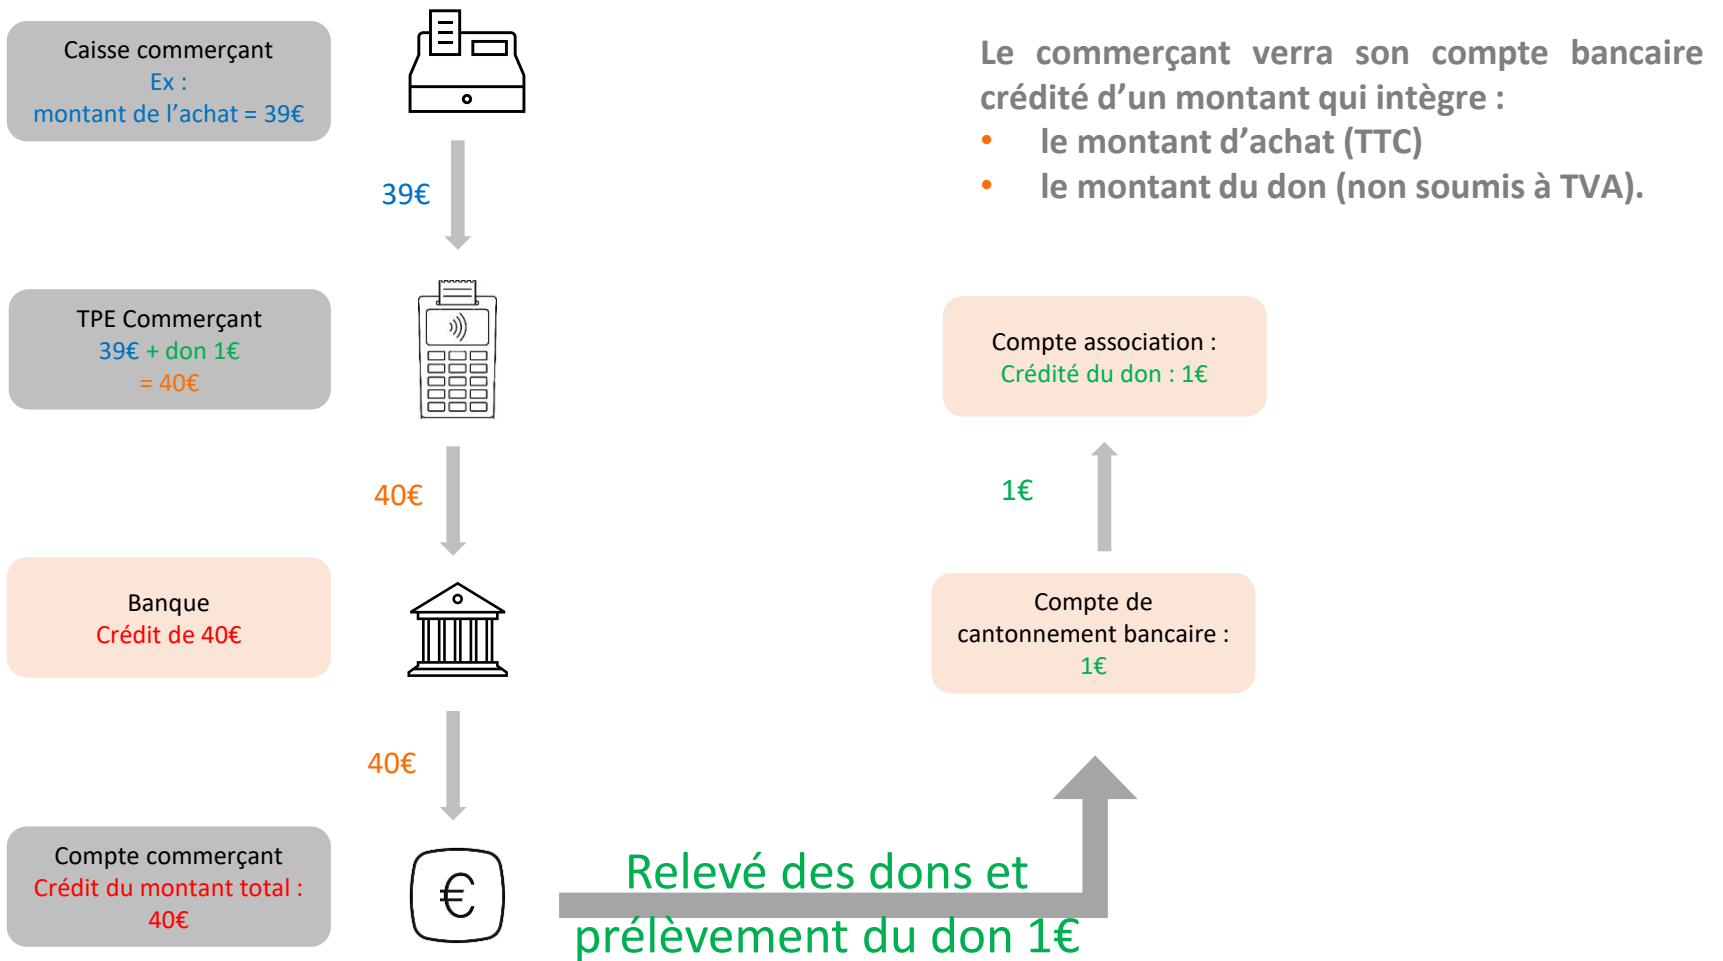 Caisse commerçant
Ex :
montant de l’achat = 39€
39€
TPE Commerçant
39€ + don 1€
= 40€
40€
Banque
Crédit de 40€
40€
Compte commerçant
Crédit du montant total :
40€
€
Relevé des dons et
prélèvement du don 1€
Compte de
cantonnement bancaire :
1€
1€
Compte association :
Crédité du don : 1€
Le commerçant verra son compte bancaire
crédité d’un montant qui intègre :
• le montant d’achat (TTC)
• le montant du don (non soumis à TVA).